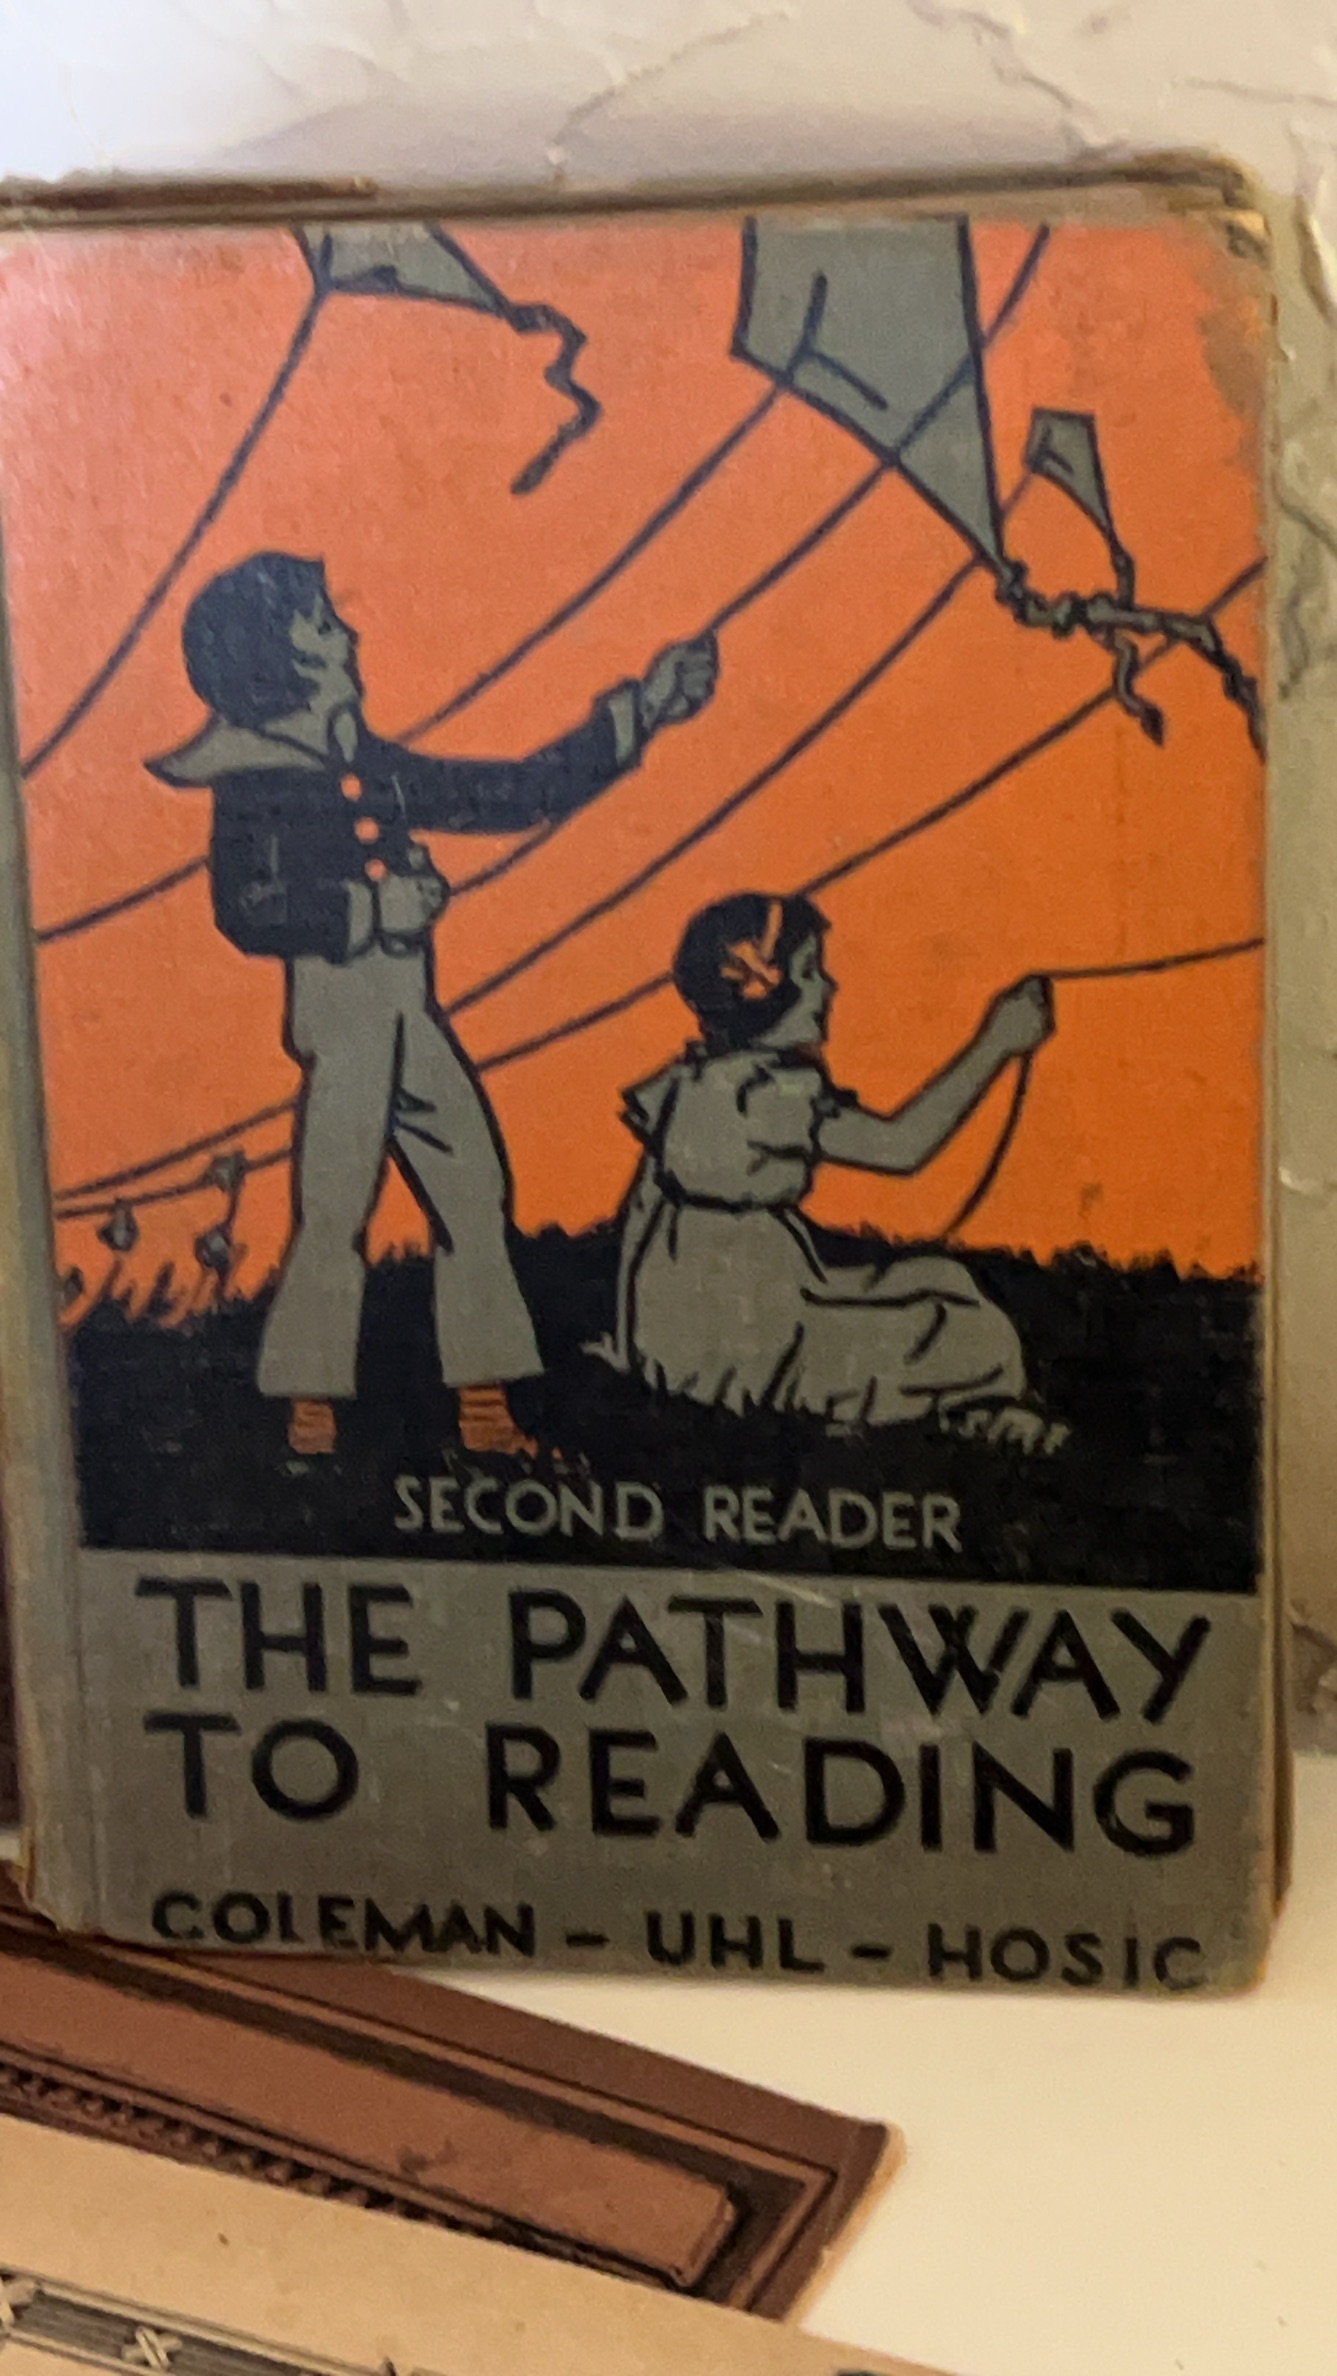 SECOND READER
THE PATHWAY
TO READING
COLEMAN – UHL – HOSIC